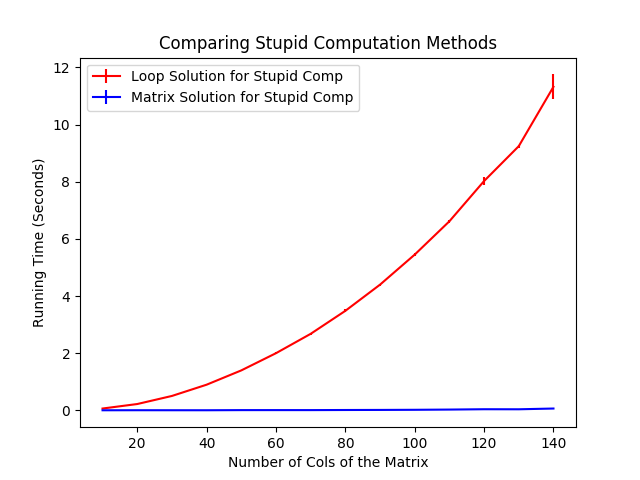 Comparing Stupid Computation Methods
Loop Solution for Stupid Comp
Matrix Solution for Stupid Comp
Running Time (Seconds)
12
10
8
6
4
2
0
20 40 60 80 100 120 140
Number of Cols of the Matrix